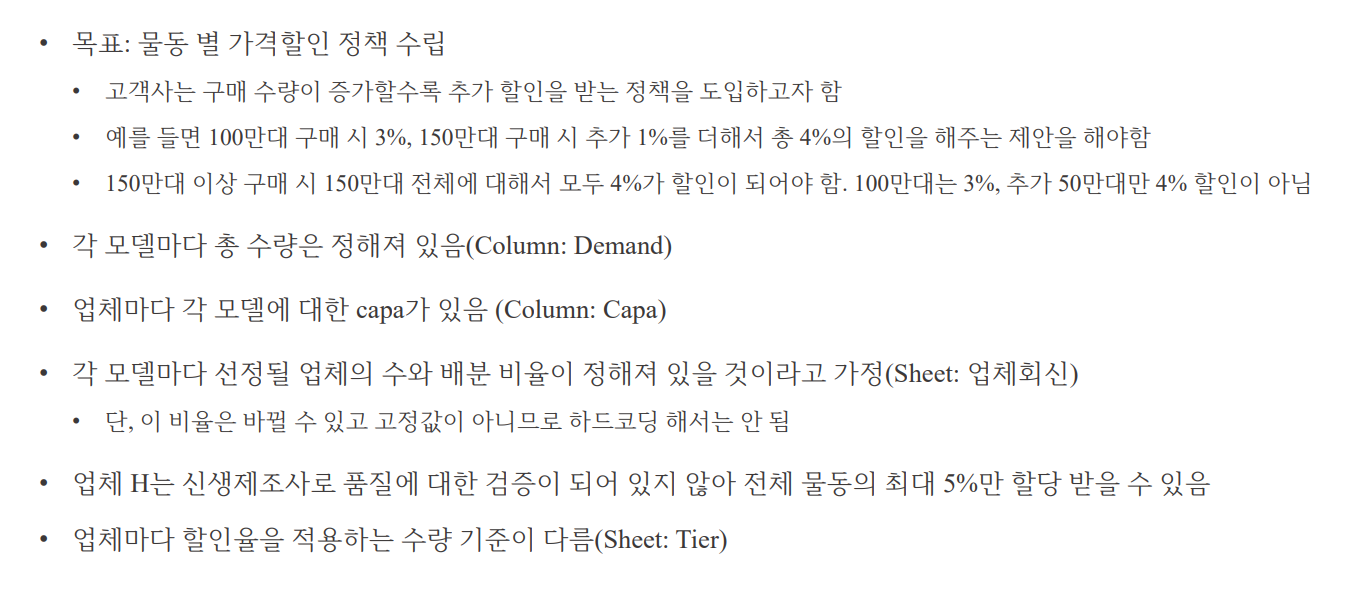 • 목표: 물동 별 가격할인 정책 수립
• 고객사는 구매 수량이 증가할수록 추가 할인을 받는 정책을 도입하고자 함
• 예를 들면 100만대 구매 시 3%, 150만대 구매 시 추가 1%를 더해서 총 4%의 할인을 해주는 제안을 해야함
• 150만대 이상 구매 시 150만대 전체에 대해서 모두 4%가 할인이 되어야 함. 100만대는 3%, 추가 50만대만 4% 할인이 아님
• 각 모델마다 총 수량은 정해져 있음(Column: Demand)
• 업체마다 각 모델에 대한 capa가 있음 (Column: Capa)
• 각 모델마다 선정될 업체의 수와 배분 비율이 정해져 있을 것이라고 가정(Sheet: 업체회신)
• 단, 이 비율은 바뀔 수 있고 고정값이 아니므로 하드코딩 해서는 안 됨
• 업체 H는 신생제조사로 품질에 대한 검증이 되어 있지 않아 전체 물동의 최대 5%만 할당 받을 수 있음
• 업체마다 할인율을 적용하는 수량 기준이 다름(Sheet: Tier)